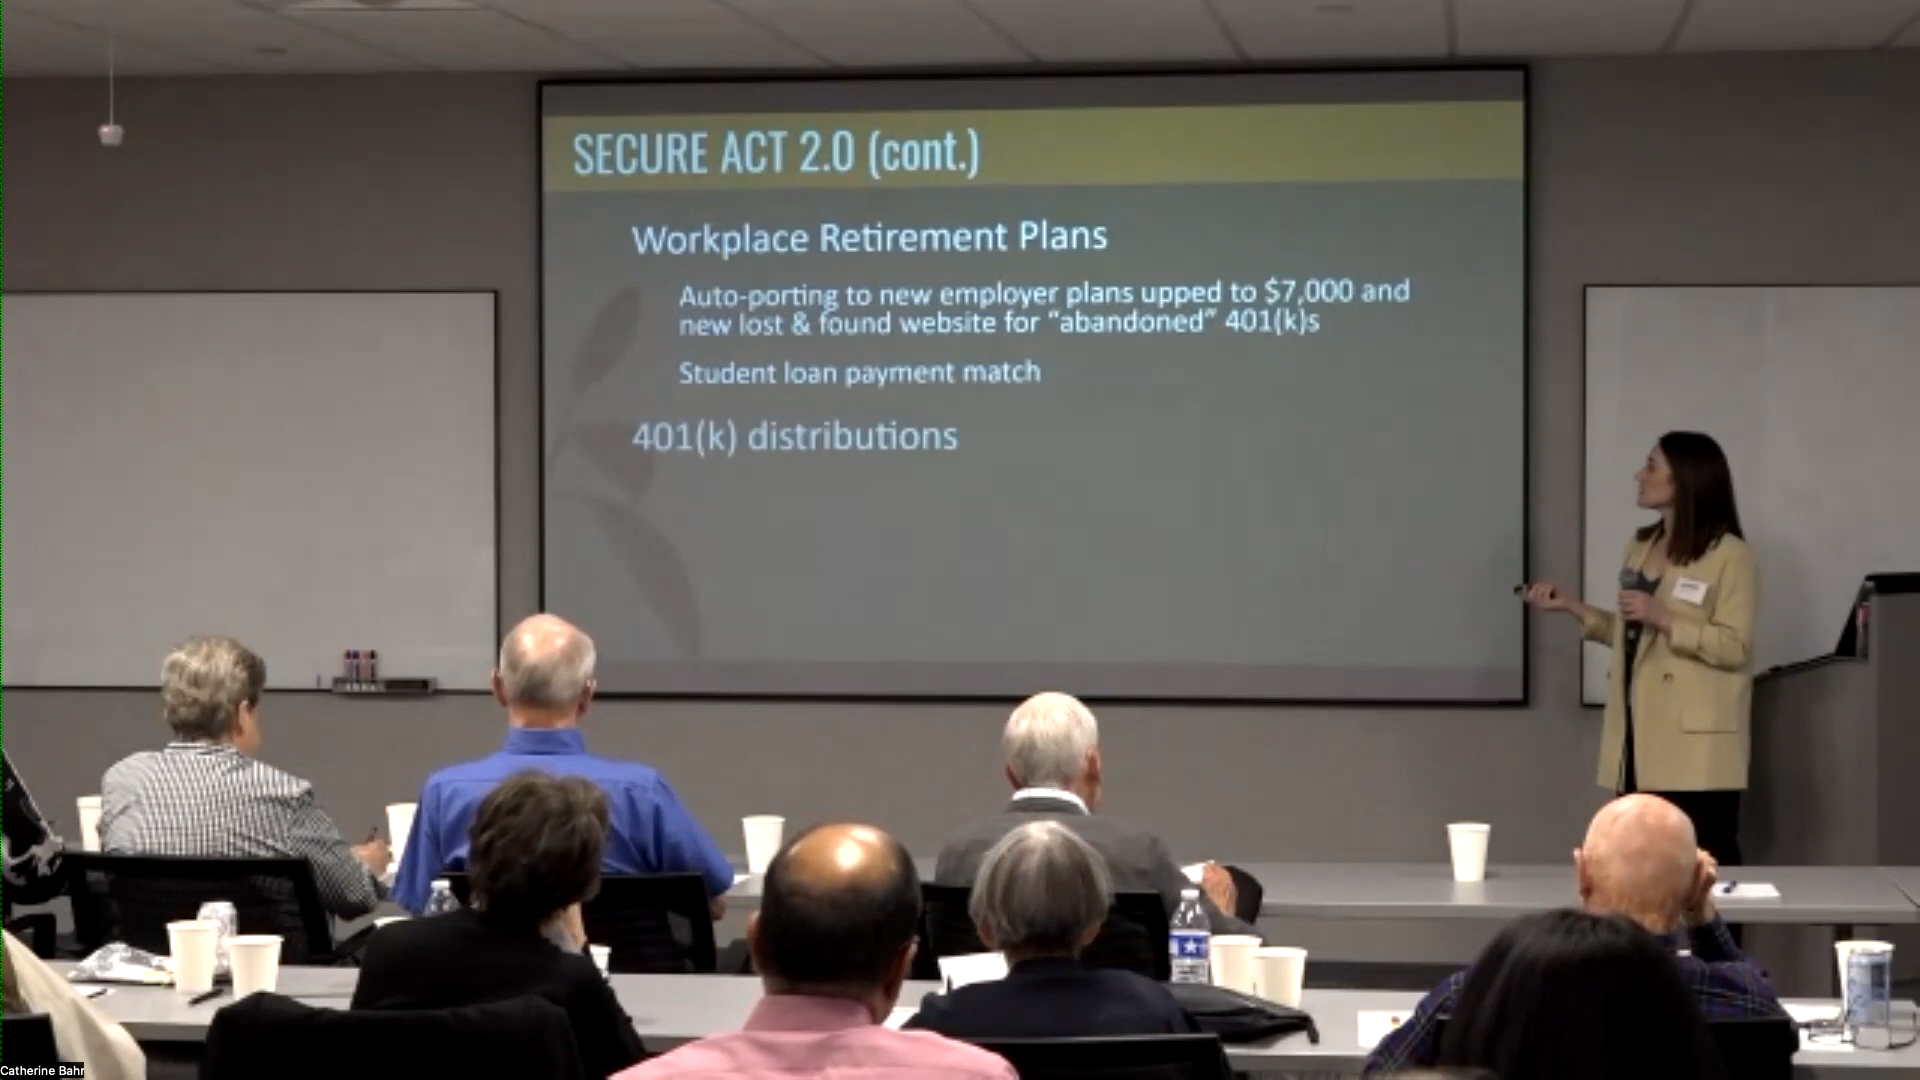 SECURE ACT 2.0 (cont.)
Workplace Retirement Plans
Auto-porting to new employer plans upped to $7,000 and
new lost & found website for “abandoned” 401(k)s
Student loan payment match
401(k) distributions
Catherine Bahr